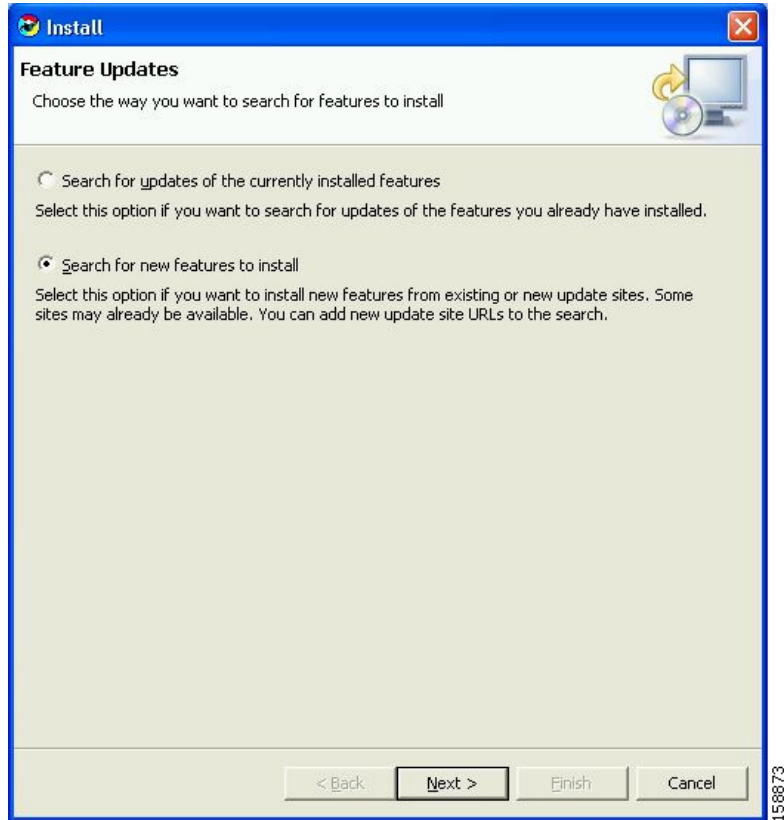 Install
Feature Updates
Choose the way you want to search for features to install
Search for updates of the currently installed features
Select this option if you want to search for updates of the features you already have installed.
Search for new features to install
Select this option if you want to install new features from existing or new update sites. Some
sites may already be available. You can add new update site URLs to the search.
< Back Next > Finish Cancel
158873